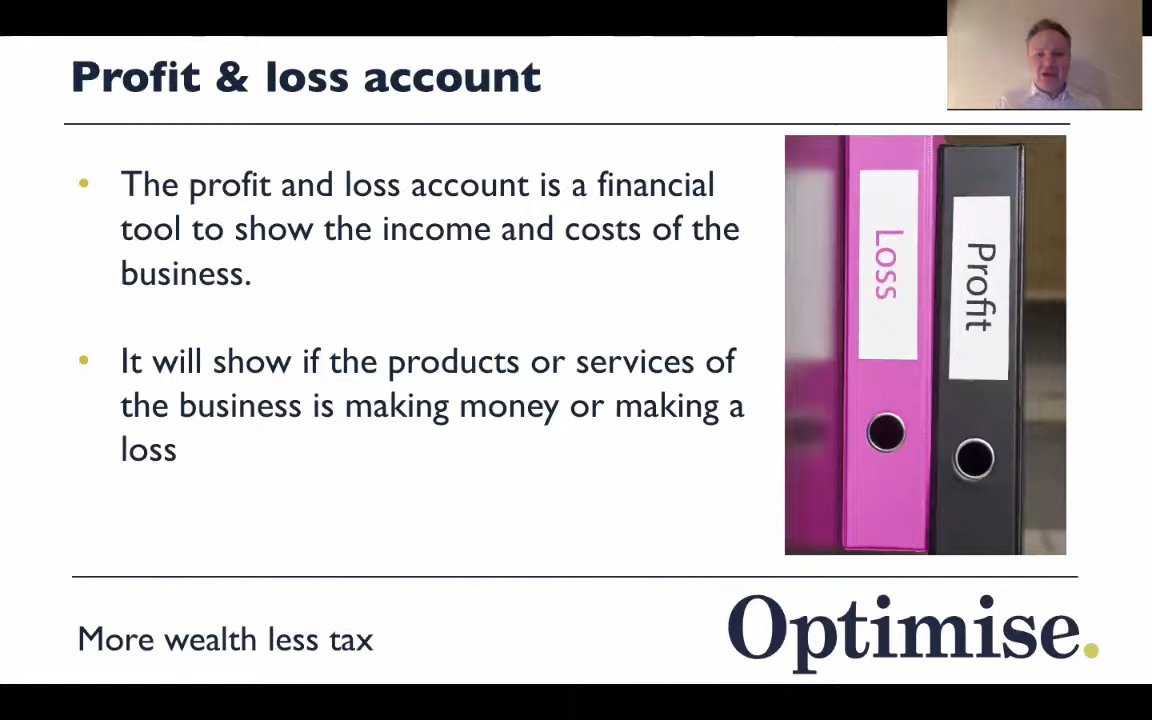 Profit & loss account
• The profit and loss account is a financial
tool to show the income and costs of the
business.
• It will show if the products or services of
the business is making money or making a
loss
Loss
Profit
More wealth less tax
Optimise.